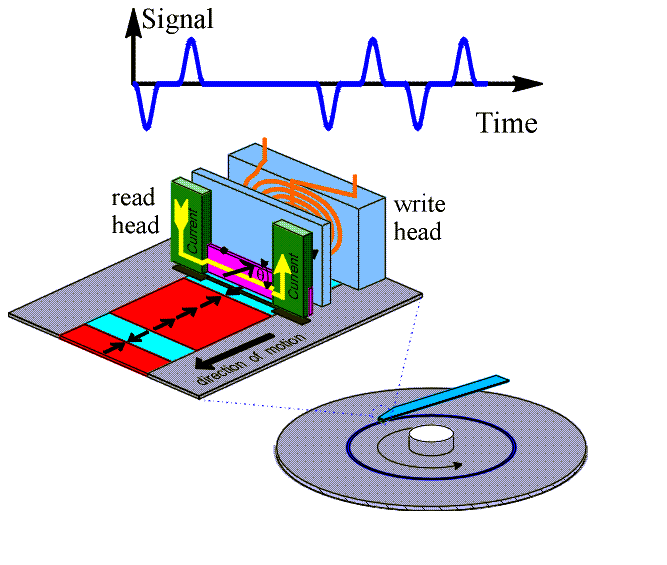 Signal
Time
read
head
write
head
Current
Current
θ
direction of motion